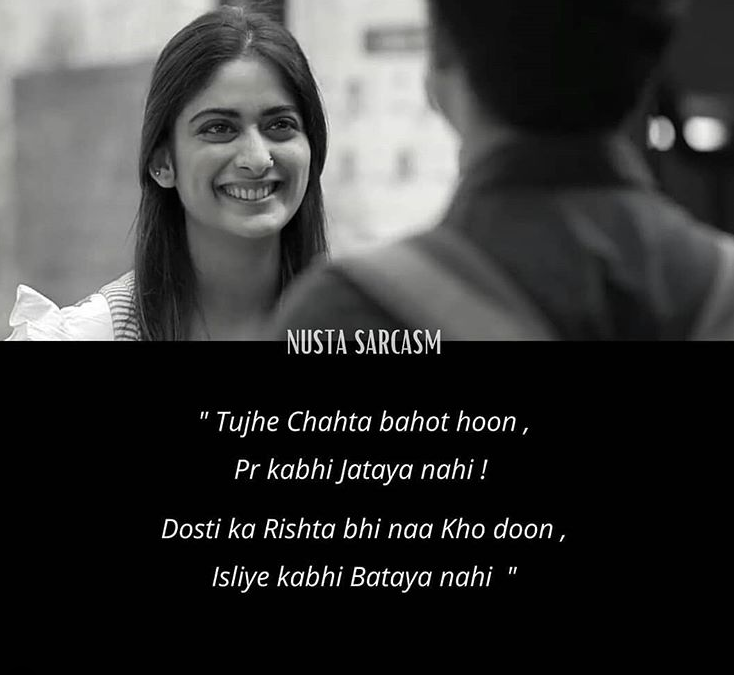 NUSTA SARCASM
" Tujhe Chahta bahot hoon ,
Pr kabhi Jataya nahi !
Dosti ka Rishta bhi naa Kho doon ,
Isliye kabhi Bataya nahi "